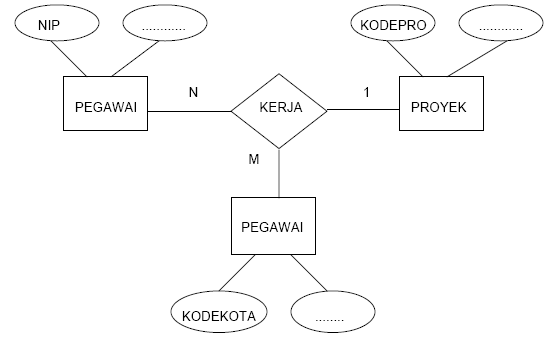 NIP
............
KODEPRO
............
PEGAWAI
N
KERJA
1
PROYEK
M
PEGAWAI
KODEKOTA
........